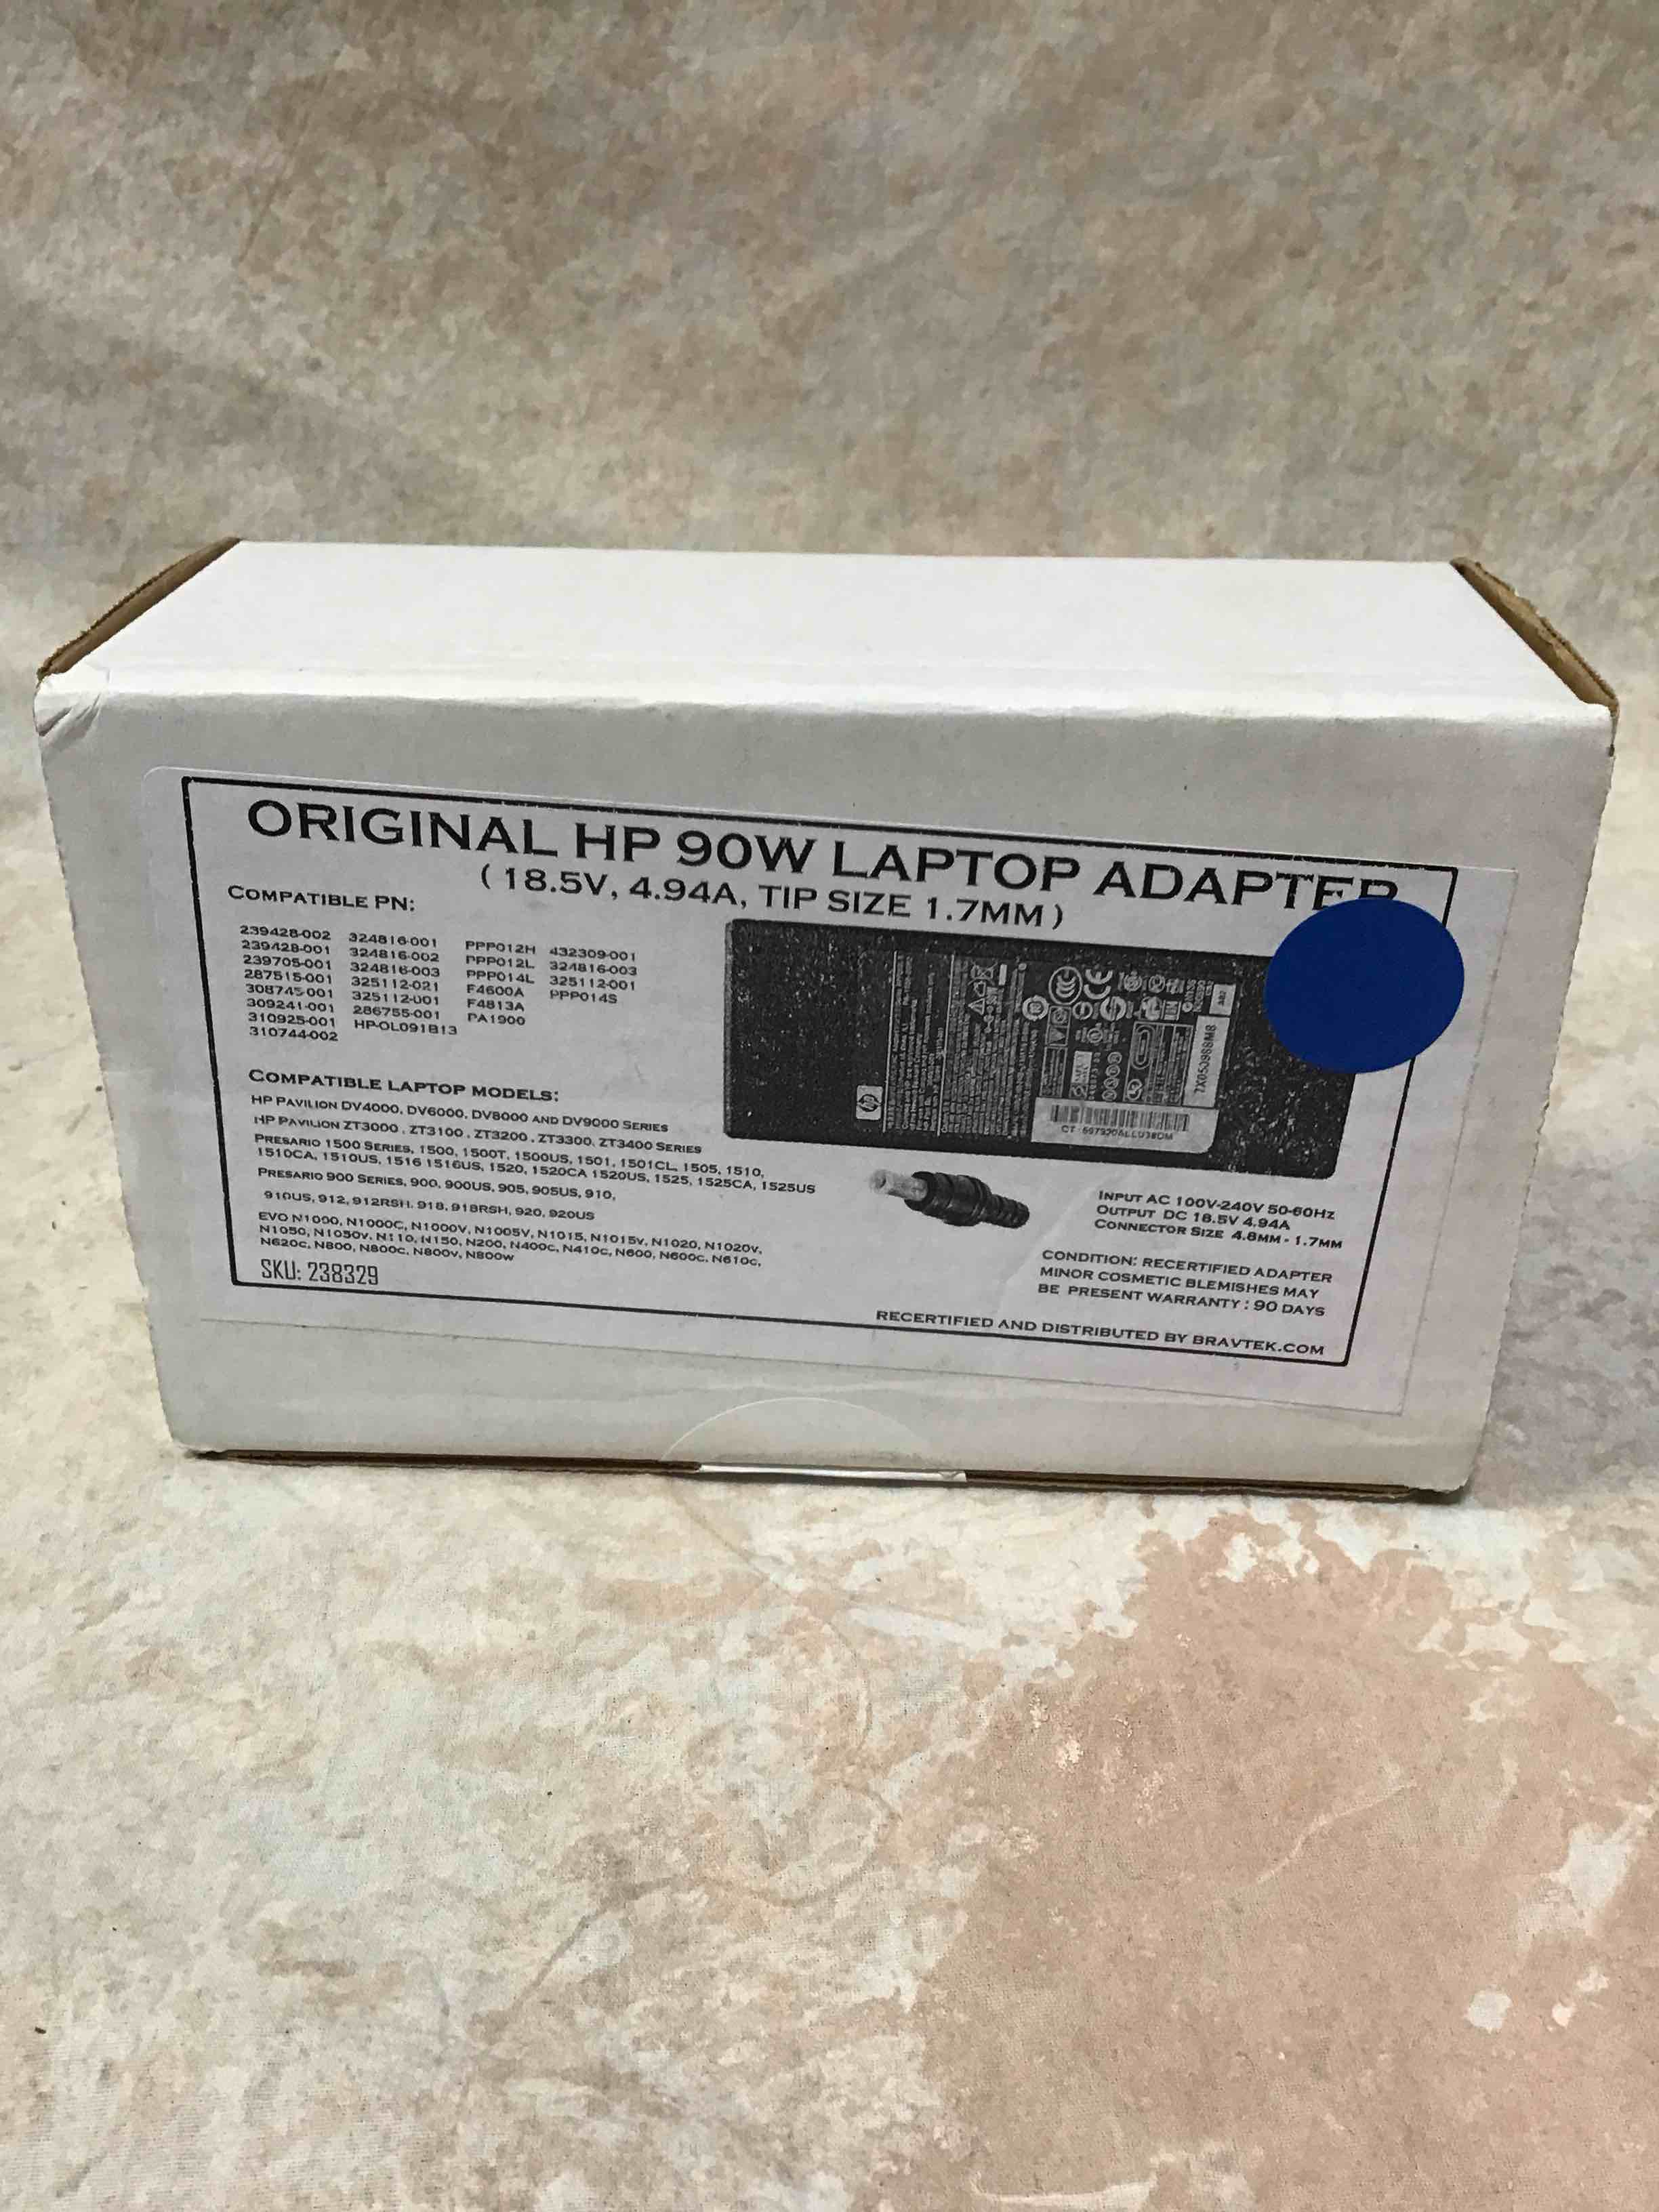 ORIGINAL HP 90W LAPTOP ADAPTER
( 18.5V, 4.94A, TIP SIZE 1.7MM )
COMPATIBLE PN:
239428-002 324816-001 PPP012H 432309-001
239428-001 324816-002 PPP012L 324816-003
239705-001 324816-003 PPP014L 325112-001
287515-001 325112-021 F4600A PPP014S
308745-001 325112-001 F4813A
309241-001 286755-001 PA1900
310925-001 HP-OL091B13
310744-002
COMPATIBLE LAPTOP MODELS:
HP PAVILION DV4000, DV6000, DV8000 AND DV9000 SERIES
HP PAVILION ZT3000 , ZT3100 , ZT3200 , ZT3300, ZT3400 SERIES
PRESARIO 1500 SERIES, 1500, 1500T, 1500US, 1501, 1501CL, 1505, 1510,
1510CA, 1510US, 1516 1516US, 1520, 1520CA 1520US, 1525, 1525CA, 1525US
PRESARIO 900 SERIES, 900, 900US, 905, 905US, 910,
910US, 912, 912RSH, 918, 918RSH, 920, 920US
EVO N1000, N1000C, N1000V, N1005V, N1015, N1015V, N1020, N1020V,
N1050, N1050V, N110, N150, N200, N400C, N410C, N600, N600C, N610C,
N620C, N800, N800C, N800V, N800W
SKU: 238329
hp
7X053968M8
INPUT AC 100V-240V 50-60HZ
OUTPUT DC 18.5V 4.94A
CONNECTOR SIZE 4.8MM - 1.7MM
CONDITION: RECERTIFIED ADAPTER
MINOR COSMETIC BLEMISHES MAY
BE PRESENT WARRANTY : 90 DAYS
RECERTIFIED AND DISTRIBUTED BY BRAVTEK.COM